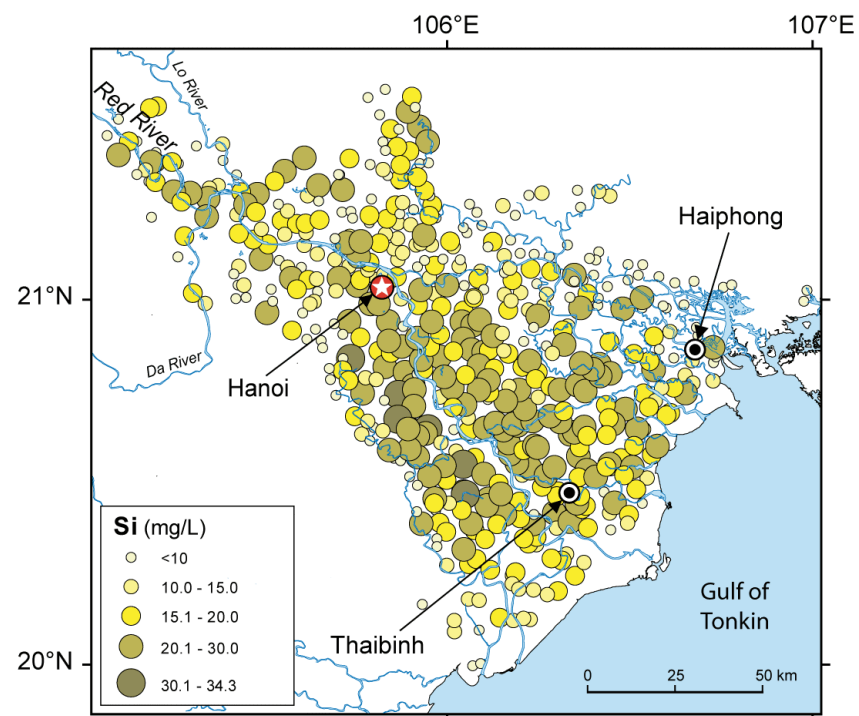 106°E
107°E
Lo River
Red River
Haiphong
21°N
Da River
Hanoi
Si (mg/L)
<10
10.0 - 15.0
15.1 - 20.0
20.1 - 30.0
30.1 - 34.3
Gulf of
Tonkin
Thaibinh
20°N
0 25 50 km